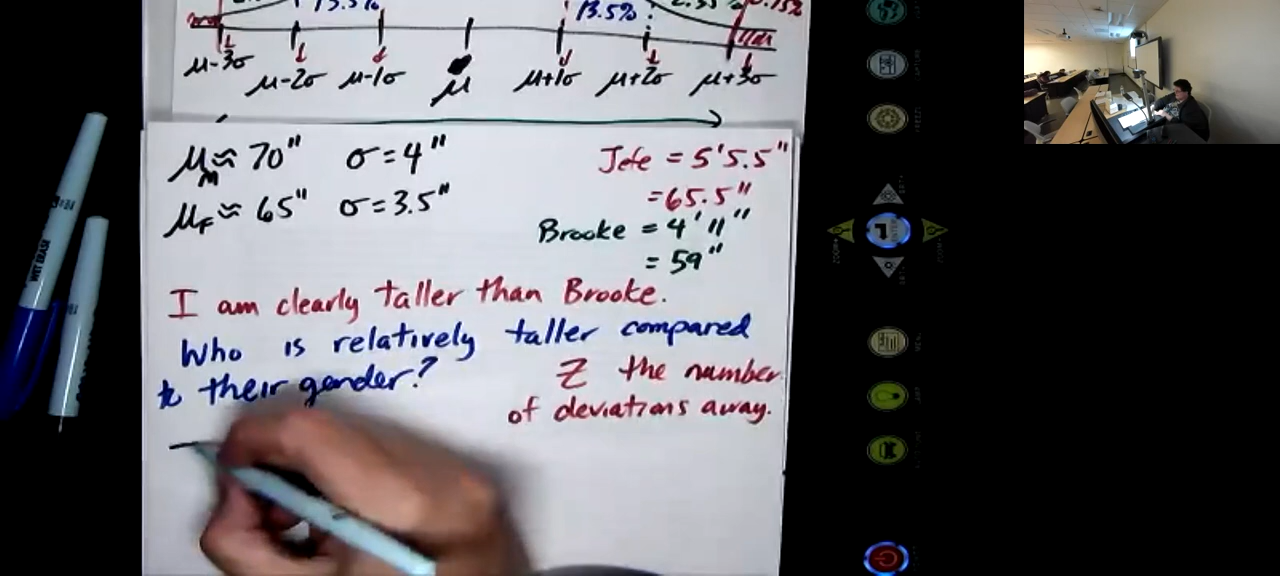 13.5%
13.5%
μ-3σ μ-2σ μ-1σ μ μ+1σ μ+2σ μ+3σ
μM ≈ 70" σ = 4"
μF ≈ 65" σ = 3.5"
Jefe = 5'5.5"
= 65.5"
Brooke = 4'11"
= 59"
I am clearly taller than Brooke.
Who is relatively taller compared
to their gender?
Z the number
of deviations away.
WET ERASE